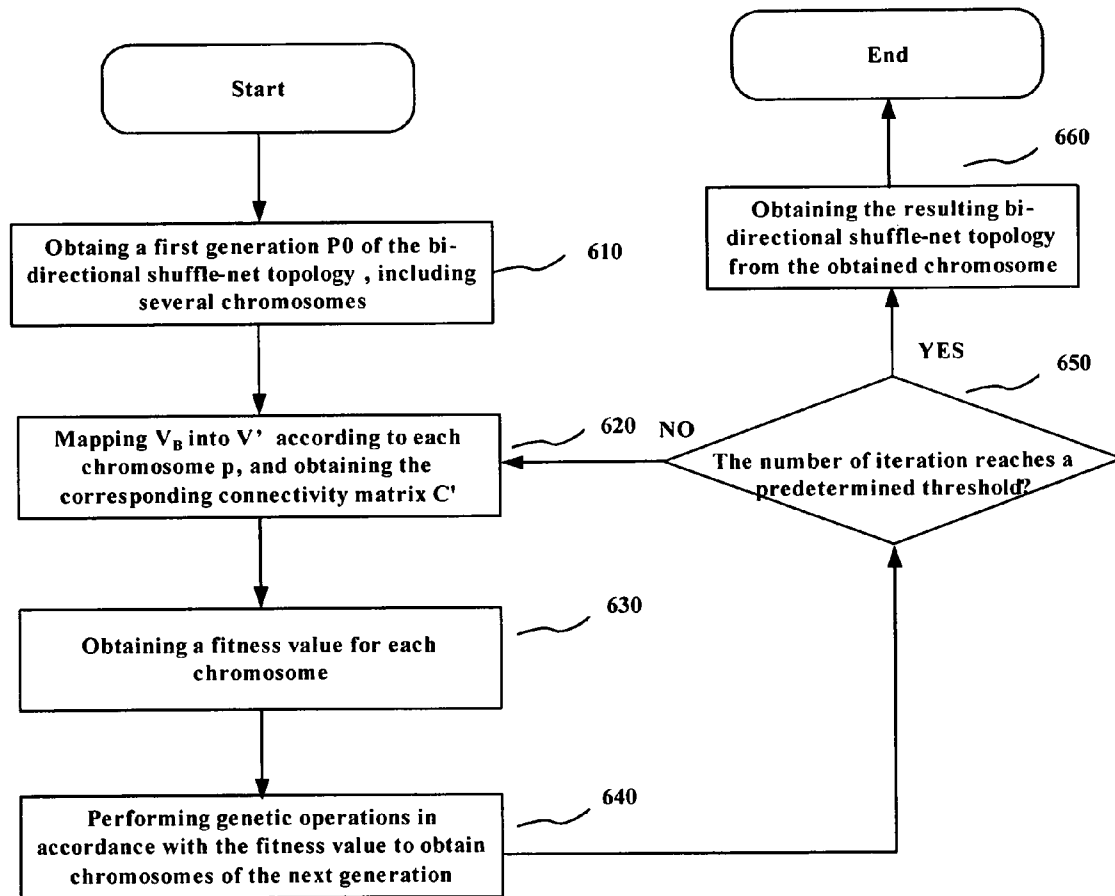 Start
Obtaing a first generation P0 of the bi-
directional shuffle-net topology , including
several chromosomes
610
Mapping V_B into V' according to each
chromosome p, and obtaining the
corresponding connectivity matrix C'
620
Obtaining a fitness value for each
chromosome
630
Performing genetic operations in
accordance with the fitness value to obtain
chromosomes of the next generation
640
The number of iteration reaches a
predetermined threshold?
650
NO
YES
Obtaining the resulting bi-
directional shuffle-net topology
from the obtained chromosome
660
End